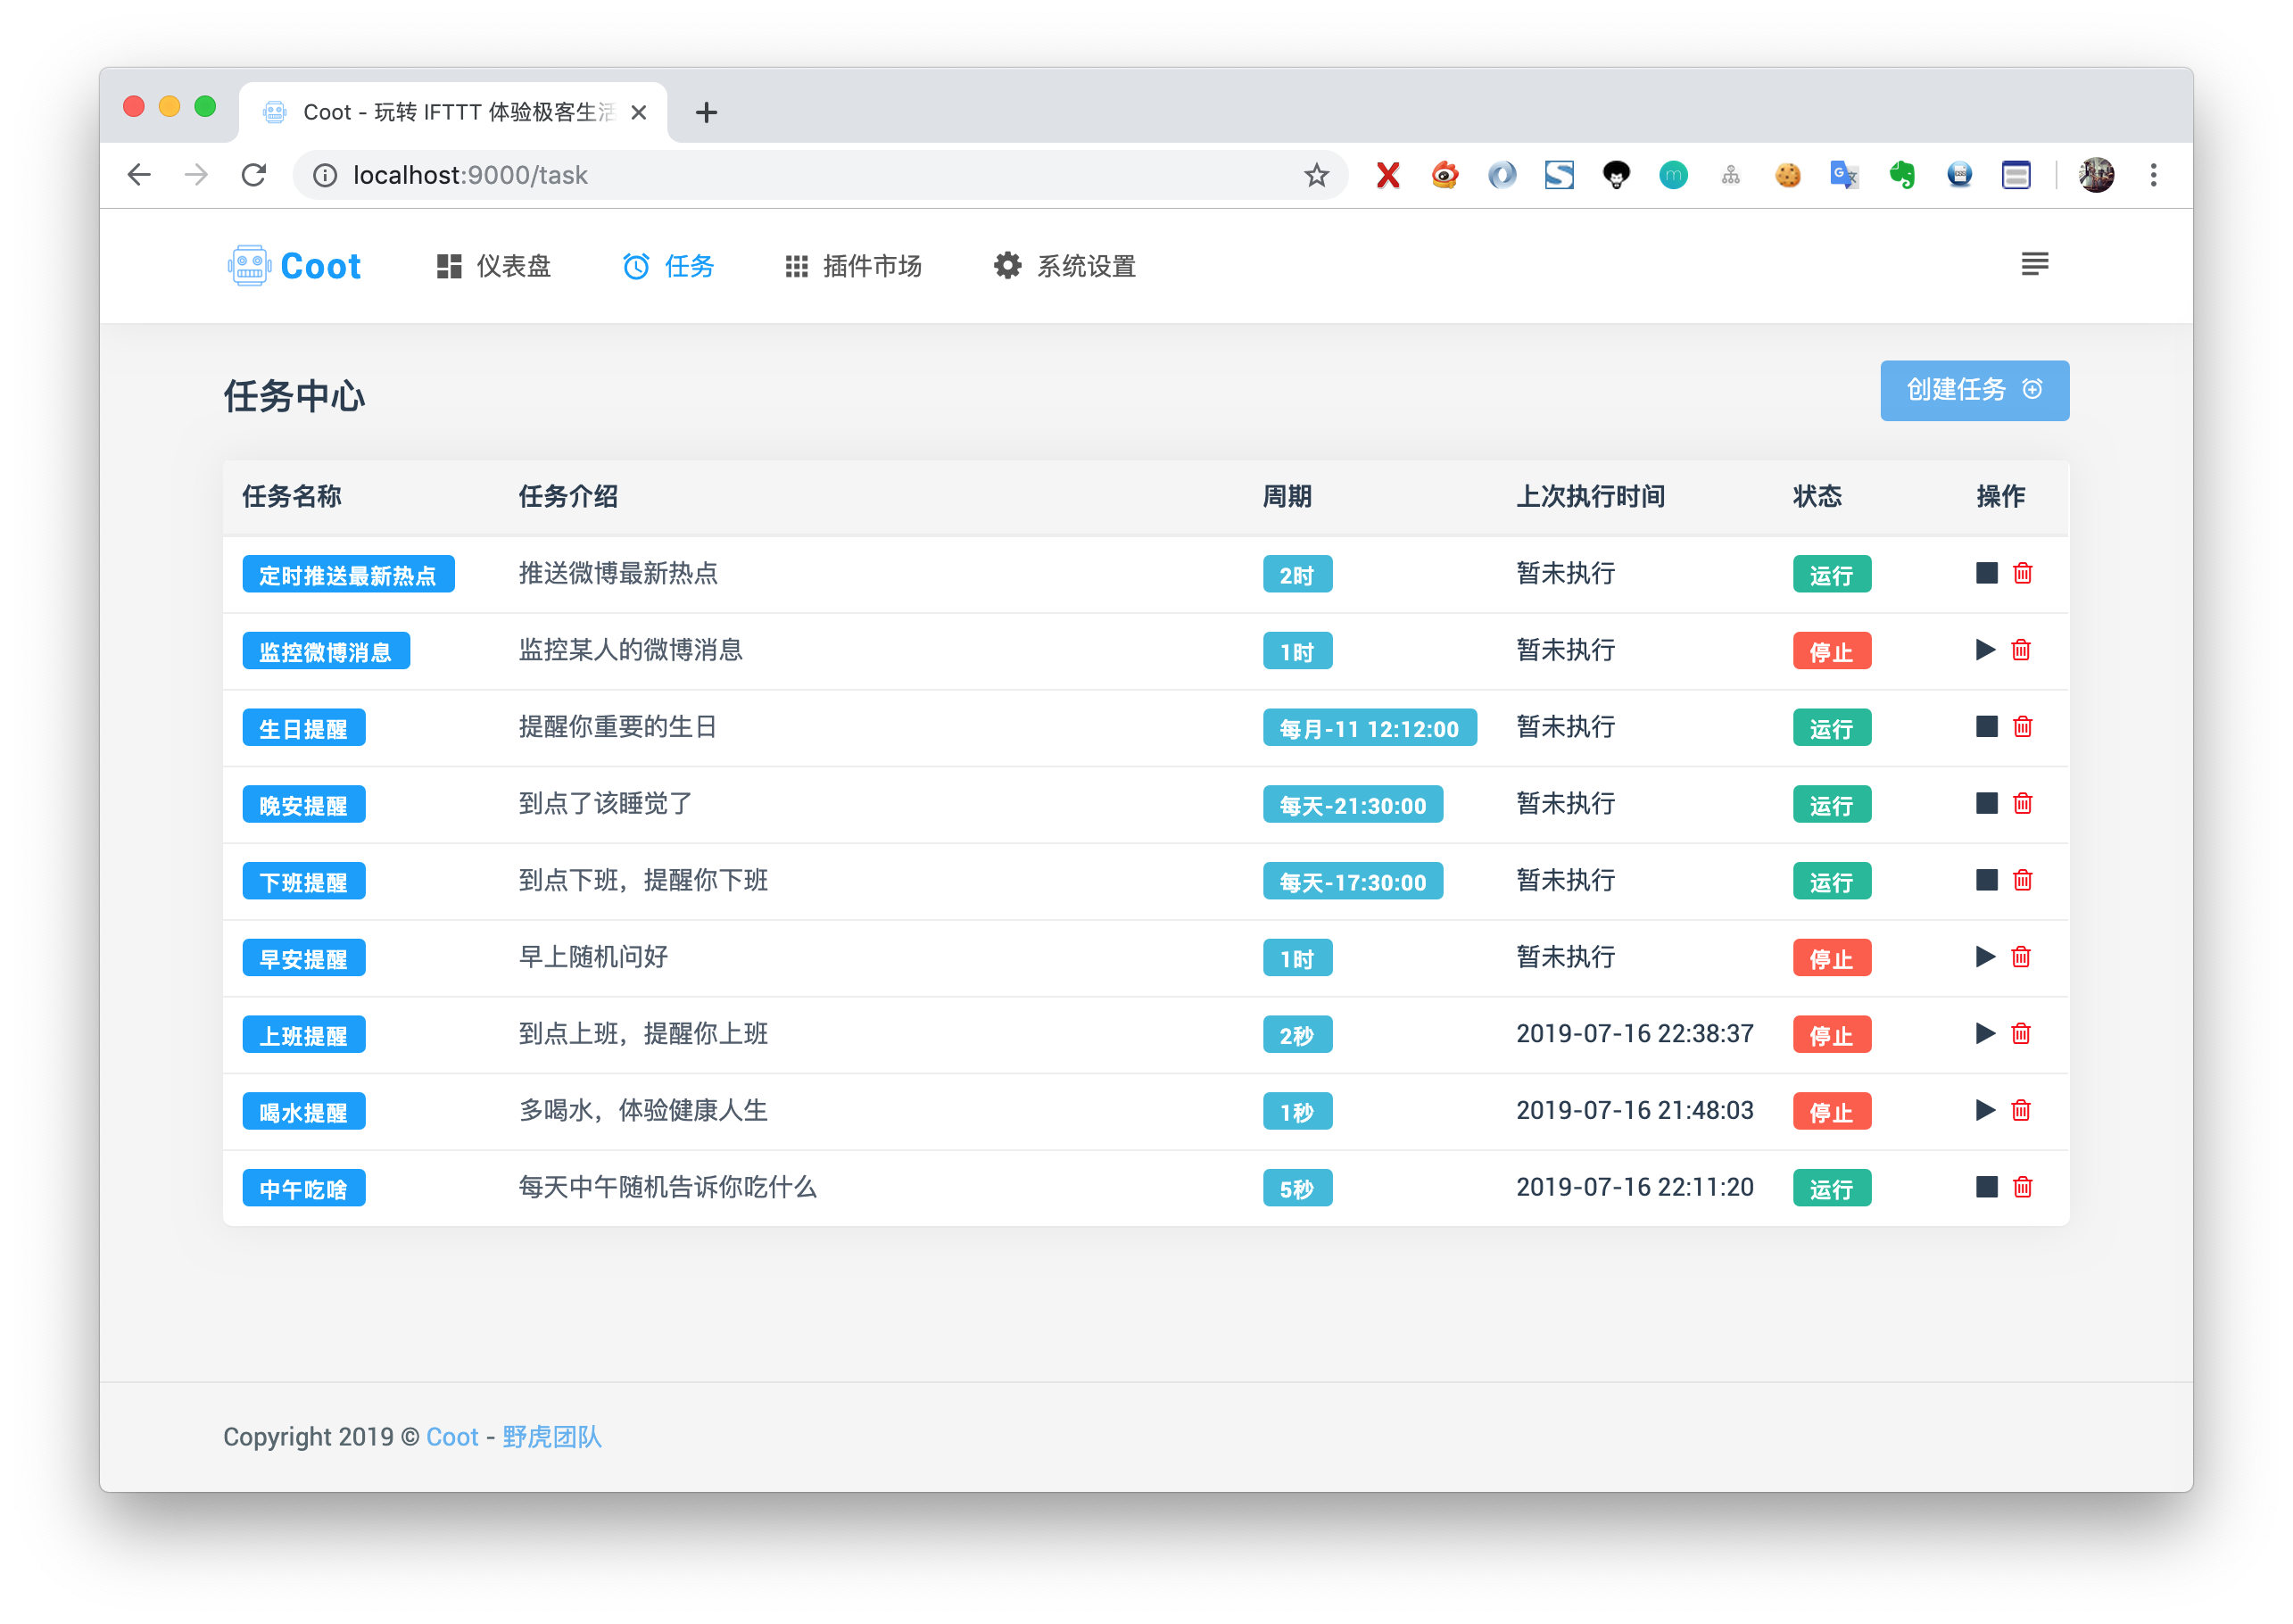 Coot - 玩转 IFTTT 体验极客生活
localhost:9000/task
Coot 仪表盘 任务 插件市场 系统设置
任务中心 创建任务
任务名称 任务介绍 周期 上次执行时间 状态 操作
定时推送最新热点 推送微博最新热点 2时 暂未执行 运行
监控微博消息 监控某人的微博消息 1时 暂未执行 停止
生日提醒 提醒你重要的生日 每月-11 12:12:00 暂未执行 运行
晚安提醒 到点了该睡觉了 每天-21:30:00 暂未执行 运行
下班提醒 到点下班，提醒你下班 每天-17:30:00 暂未执行 运行
早安提醒 早上随机问好 1时 暂未执行 停止
上班提醒 到点上班，提醒你上班 2秒 2019-07-16 22:38:37 停止
喝水提醒 多喝水，体验健康人生 1秒 2019-07-16 21:48:03 停止
中午吃啥 每天中午随机告诉你吃什么 5秒 2019-07-16 22:11:20 运行
Copyright 2019 © Coot - 野虎团队